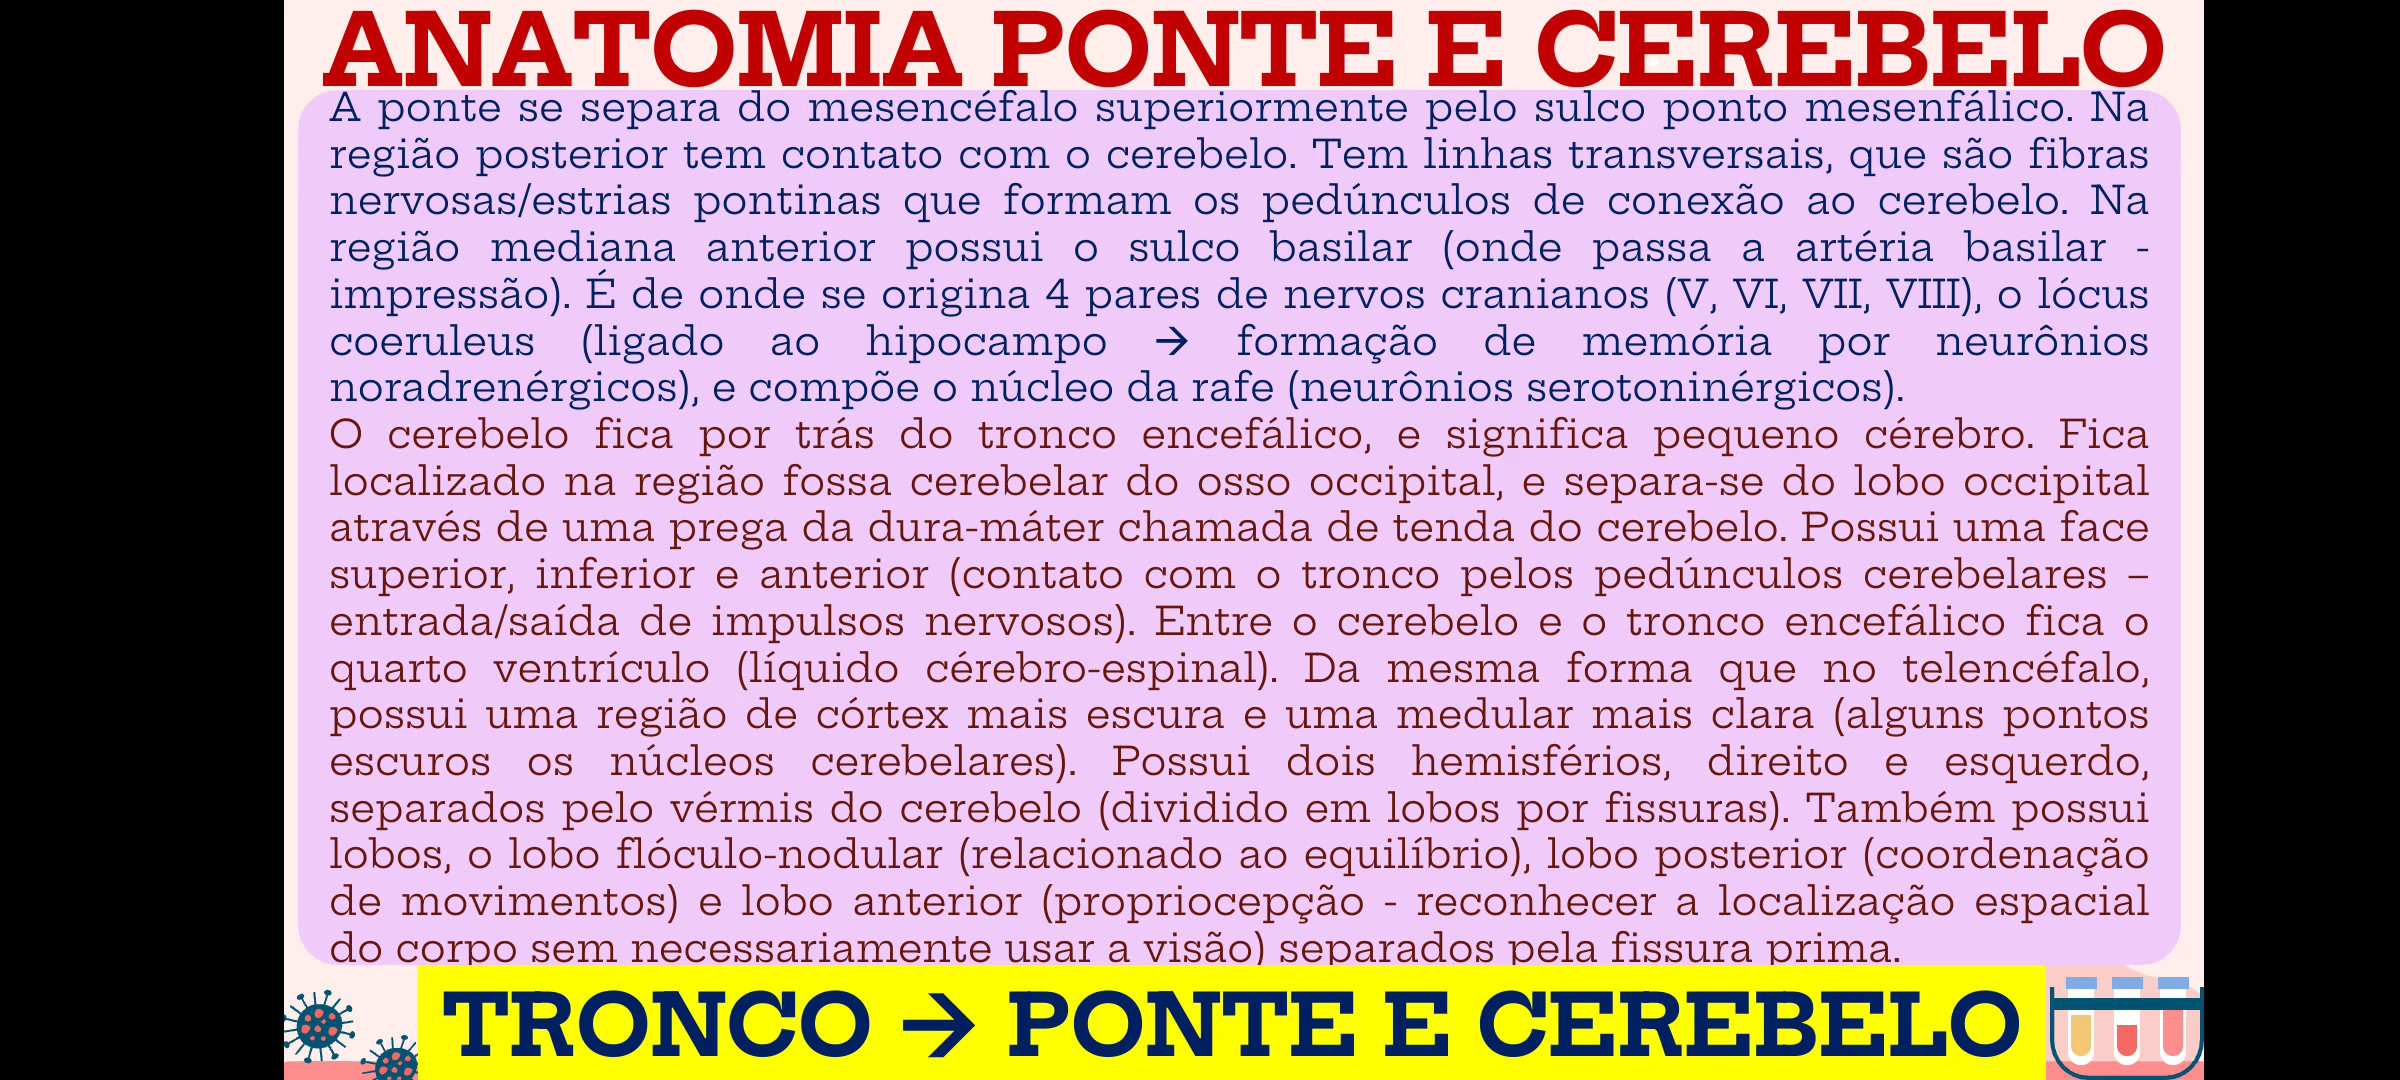 ANATOMIA PONTE E CEREBELO
A ponte se separa do mesencéfalo superiormente pelo sulco ponto mesenfálico. Na
região posterior tem contato com o cerebelo. Tem linhas transversais, que são fibras
nervosas/estrias pontinas que formam os pedúnculos de conexão ao cerebelo. Na
região mediana anterior possui o sulco basilar (onde passa a artéria basilar -
impressão). É de onde se origina 4 pares de nervos cranianos (V, VI, VII, VIII), o lócus
coeruleus (ligado ao hipocampo → formação de memória por neurônios
noradrenérgicos), e compõe o núcleo da rafe (neurônios serotoninérgicos).
O cerebelo fica por trás do tronco encefálico, e significa pequeno cérebro. Fica
localizado na região fossa cerebelar do osso occipital, e separa-se do lobo occipital
através de uma prega da dura-máter chamada de tenda do cerebelo. Possui uma face
superior, inferior e anterior (contato com o tronco pelos pedúnculos cerebelares –
entrada/saída de impulsos nervosos). Entre o cerebelo e o tronco encefálico fica o
quarto ventrículo (líquido cérebro-espinal). Da mesma forma que no telencéfalo,
possui uma região de córtex mais escura e uma medular mais clara (alguns pontos
escuros os núcleos cerebelares). Possui dois hemisférios, direito e esquerdo,
separados pelo vérmis do cerebelo (dividido em lobos por fissuras). Também possui
lobos, o lobo flóculo-nodular (relacionado ao equilíbrio), lobo posterior (coordenação
de movimentos) e lobo anterior (propriocepção - reconhecer a localização espacial
do corpo sem necessariamente usar a visão) separados pela fissura prima.
TRONCO → PONTE E CEREBELO